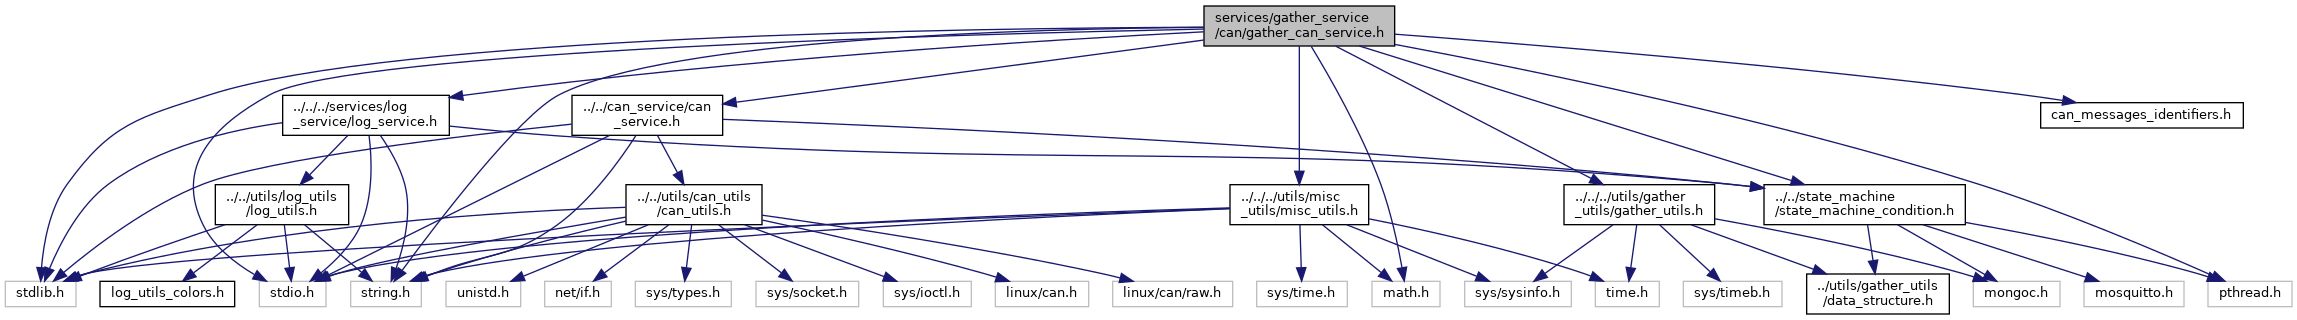 services/gather_service
/can/gather_can_service.h
../../../services/log
_service/log_service.h
../../can_service/can
_service.h
can_messages_identifiers.h
../../utils/log_utils
/log_utils.h
../../utils/can_utils
/can_utils.h
../../../utils/misc
_utils/misc_utils.h
../../../utils/gather
_utils/gather_utils.h
../../state_machine
/state_machine_condition.h
stdlib.h
log_utils_colors.h
stdio.h
string.h
unistd.h
net/if.h
sys/types.h
sys/socket.h
sys/ioctl.h
linux/can.h
linux/can/raw.h
sys/time.h
math.h
sys/sysinfo.h
time.h
sys/timeb.h
../utils/gather_utils
/data_structure.h
mongoc.h
mosquitto.h
pthread.h